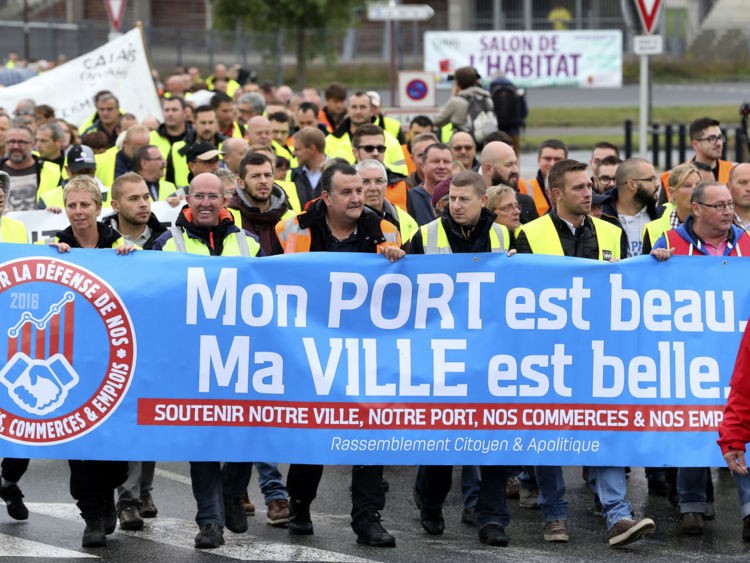 SALON DE
L'HABITAT
CALAIS
2016
R LA DÉFENSE DE NOS
, COMMERCES & EMPLOIS
Mon PORT est beau.
Ma VILLE est belle.
SOUTENIR NOTRE VILLE, NOTRE PORT, NOS COMMERCES & NOS EMP
Rassemblement Citoyen & Apolitique